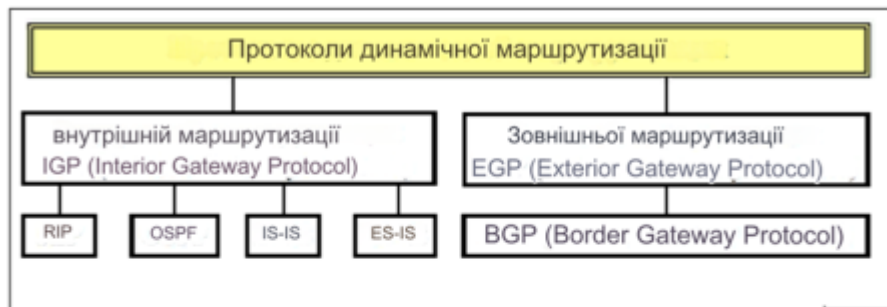 Протоколи динамічної маршрутизації
внутрішній маршрутизації
IGP (Interior Gateway Protocol)
Зовнішньої маршрутизації
EGP (Exterior Gateway Protocol)
RIP
OSPF
IS-IS
ES-IS
BGP (Border Gateway Protocol)